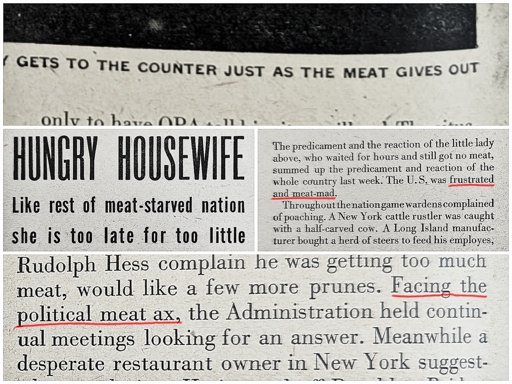 GETS TO THE COUNTER JUST AS THE MEAT GIVES OUT
only to have OPA
HUNGRY HOUSEWIFE
Like rest of meat-starved nation
she is too late for too little
The predicament and the reaction of the little lady
above, who waited for hours and still got no meat,
summed up the predicament and reaction of the
whole country last week. The U.S. was frustrated
and meat-mad.
Throughout the nation game wardens complained
of poaching. A New York cattle rustler was caught
with a half-carved cow. A Long Island manufac-
turer bought a herd of steers to feed his employes,
Rudolph Hess complain he was getting too much
meat, would like a few more prunes. Facing the
political meat ax, the Administration held contin-
ual meetings looking for an answer. Meanwhile a
desperate restaurant owner in New York suggest-